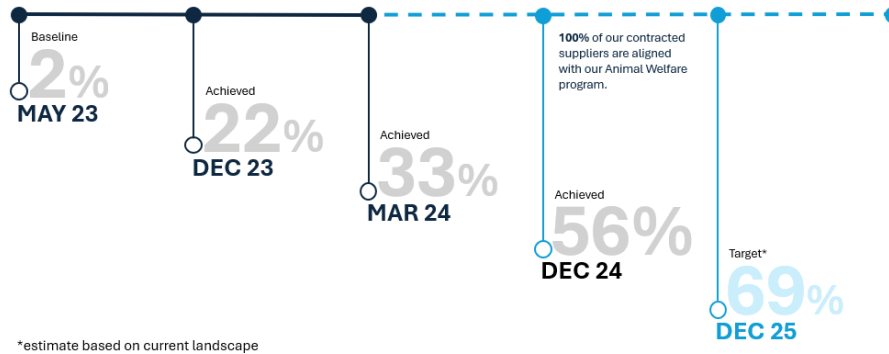 Baseline
2%
MAY 23
Achieved
22%
DEC 23
Achieved
33%
MAR 24
100% of our contracted
suppliers are aligned
with our Animal Welfare
program.
Achieved
56%
DEC 24
Target*
69%
DEC 25
*estimate based on current landscape